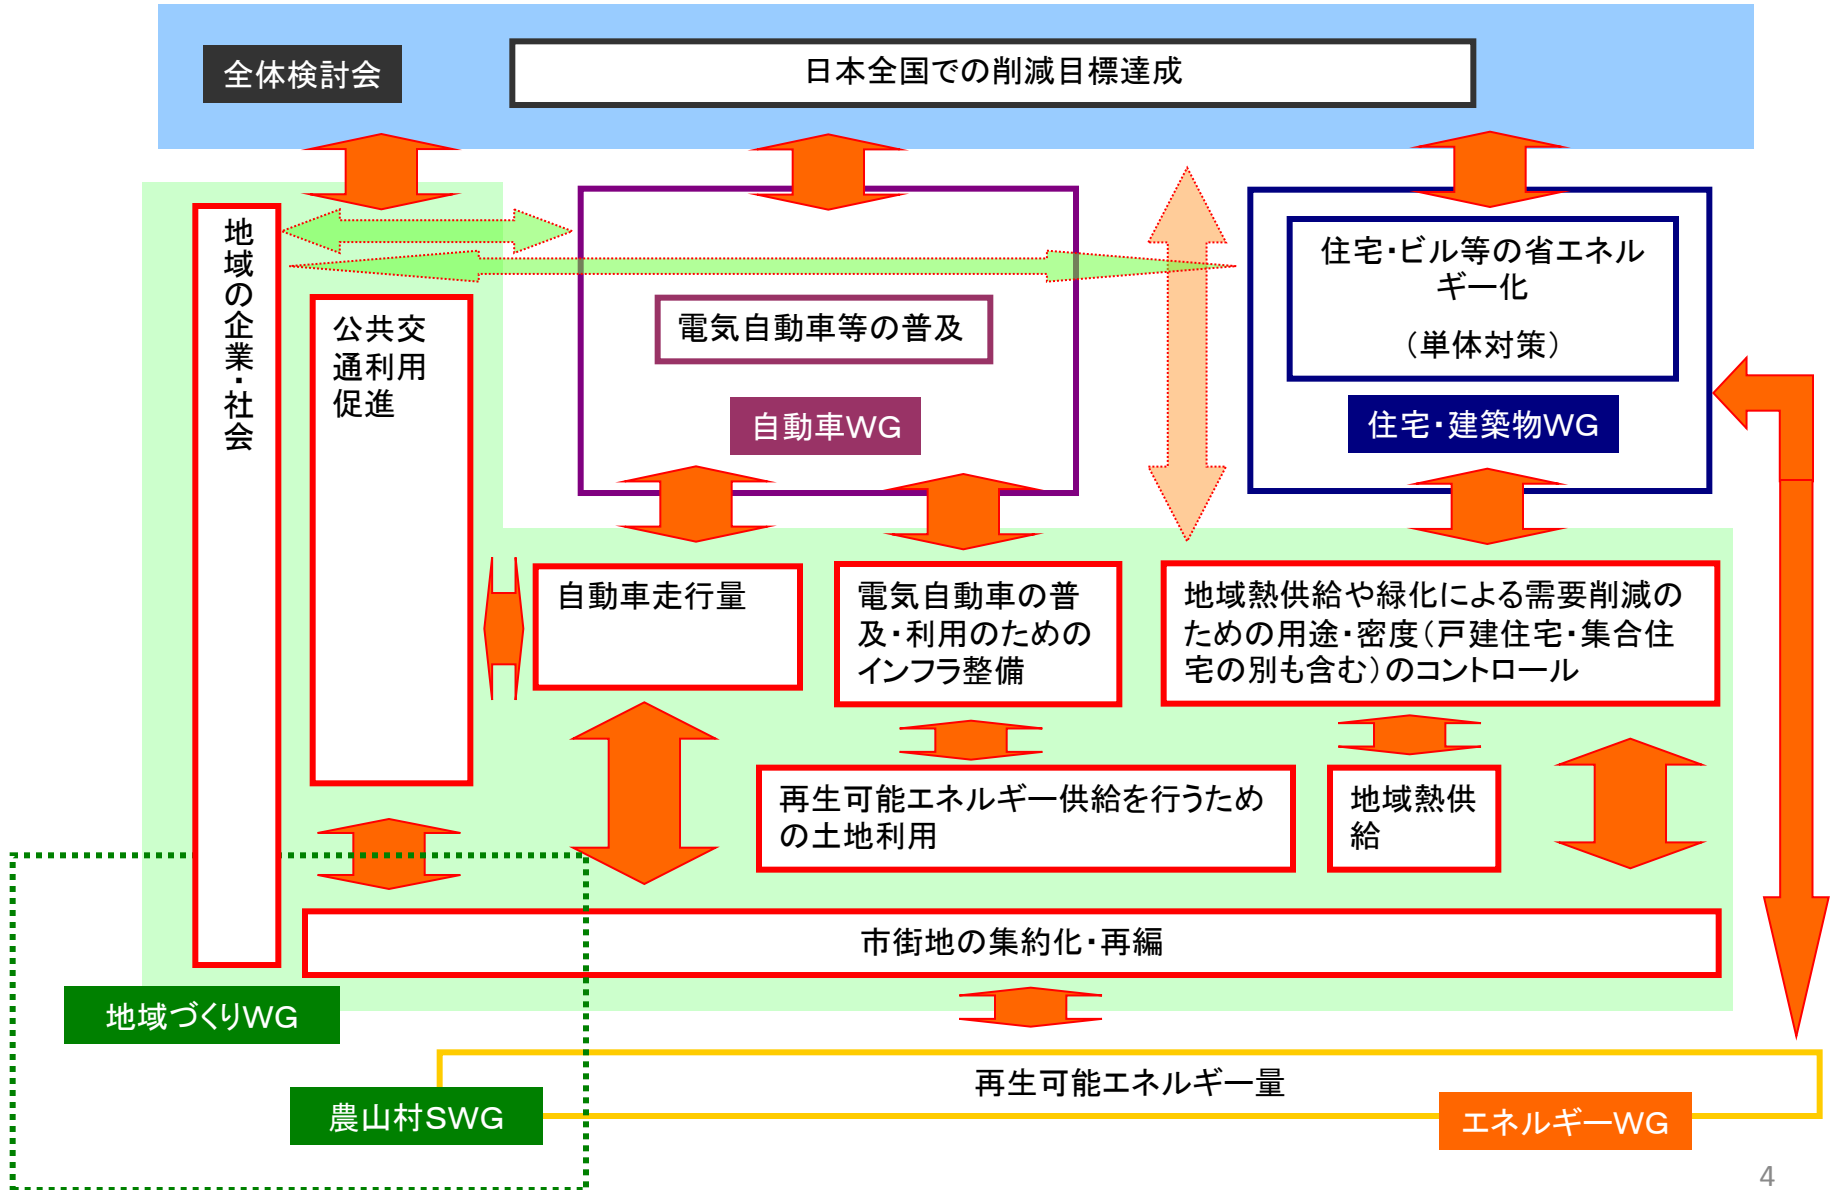 全体検討会
日本全国での削減目標達成
地域の企業・社会
公共交
通利用
促進
電気自動車等の普及
自動車WG
住宅・ビル等の省エネル
ギー化
（単体対策）
住宅・建築物WG
自動車走行量
電気自動車の普
及・利用のための
インフラ整備
地域熱供給や緑化による需要削減の
ための用途・密度（戸建住宅・集合住
宅の別も含む）のコントロール
再生可能エネルギー供給を行うため
の土地利用
地域熱供
給
市街地の集約化・再編
地域づくりWG
再生可能エネルギー量
農山村SWG
エネルギーWG
4